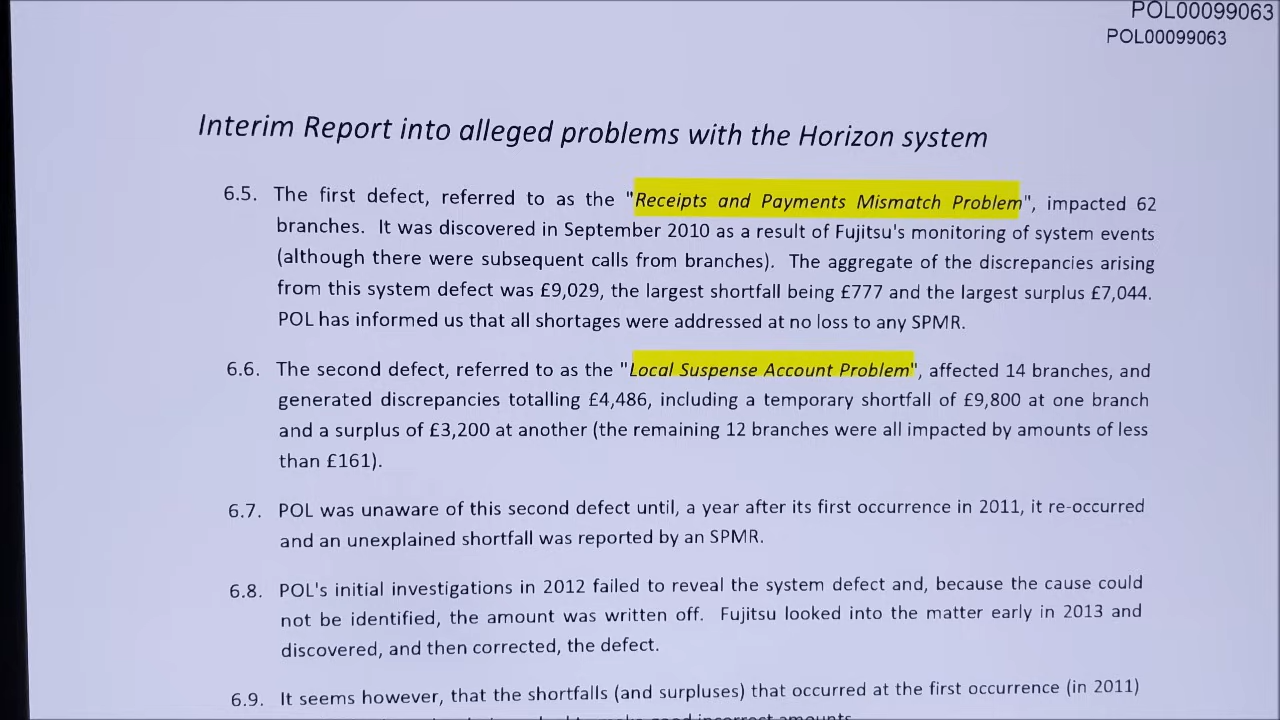 POL00099063
POL00099063
Interim Report into alleged problems with the Horizon system
6.5. The first defect, referred to as the "Receipts and Payments Mismatch Problem", impacted 62
branches. It was discovered in September 2010 as a result of Fujitsu's monitoring of system events
(although there were subsequent calls from branches). The aggregate of the discrepancies arising
from this system defect was £9,029, the largest shortfall being £777 and the largest surplus £7,044.
POL has informed us that all shortages were addressed at no loss to any SPMR.
6.6. The second defect, referred to as the "Local Suspense Account Problem", affected 14 branches, and
generated discrepancies totalling £4,486, including a temporary shortfall of £9,800 at one branch
and a surplus of £3,200 at another (the remaining 12 branches were all impacted by amounts of less
than £161).
6.7. POL was unaware of this second defect until, a year after its first occurrence in 2011, it re-occurred
and an unexplained shortfall was reported by an SPMR.
6.8. POL's initial investigations in 2012 failed to reveal the system defect and, because the cause could
not be identified, the amount was written off. Fujitsu looked into the matter early in 2013 and
discovered, and then corrected, the defect.
6.9. It seems however, that the shortfalls (and surpluses) that occurred at the first occurrence (in 2011)
incorrect amounts